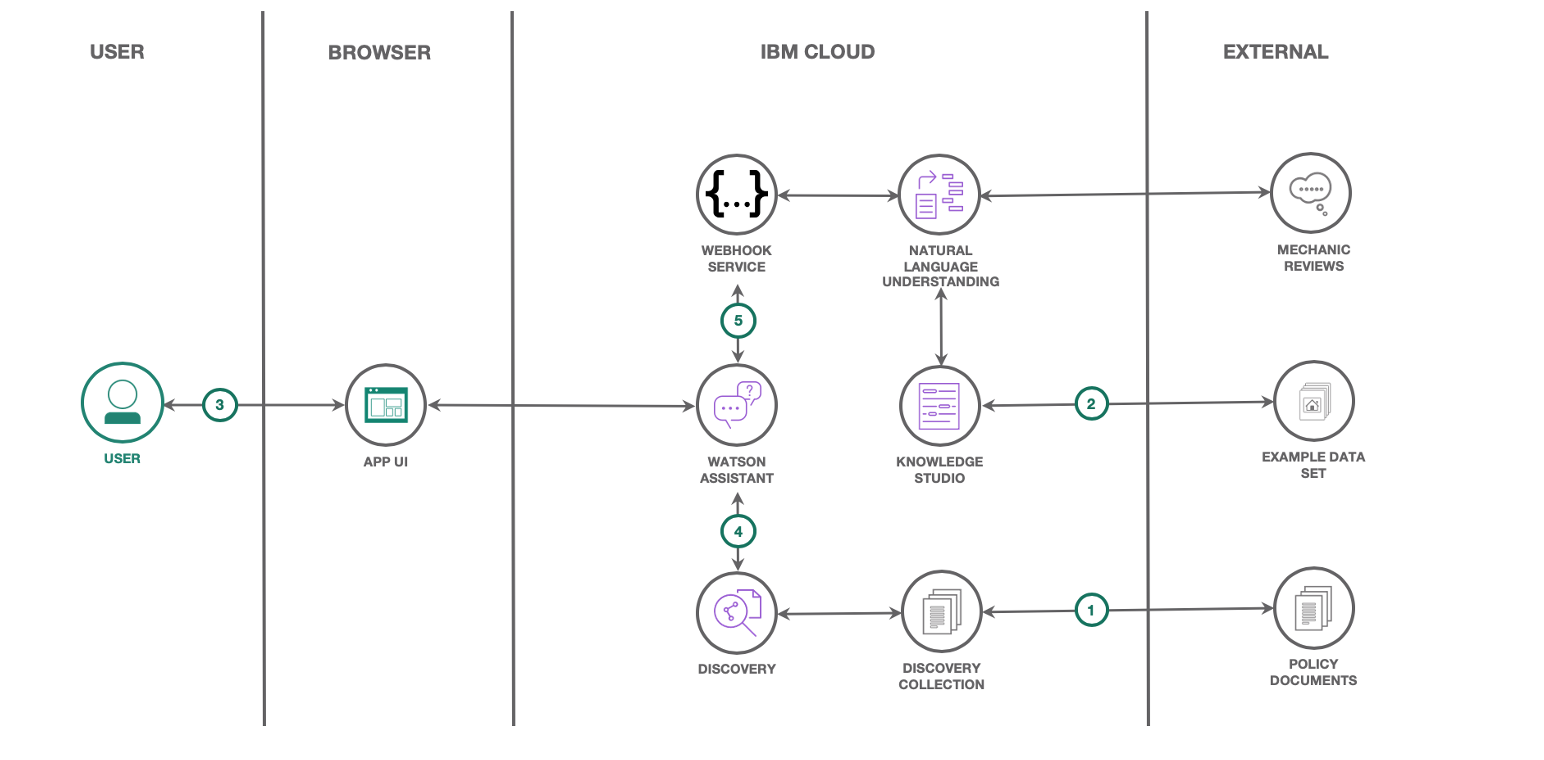 USER
BROWSER
IBM CLOUD
EXTERNAL
{...}
WEBHOOK
SERVICE
NATURAL
LANGUAGE
UNDERSTANDING
MECHANIC
REVIEWS
5
3
2
?
USER
APP UI
WATSON
ASSISTANT
KNOWLEDGE
STUDIO
EXAMPLE DATA
SET
4
1
DISCOVERY
DISCOVERY
COLLECTION
POLICY
DOCUMENTS